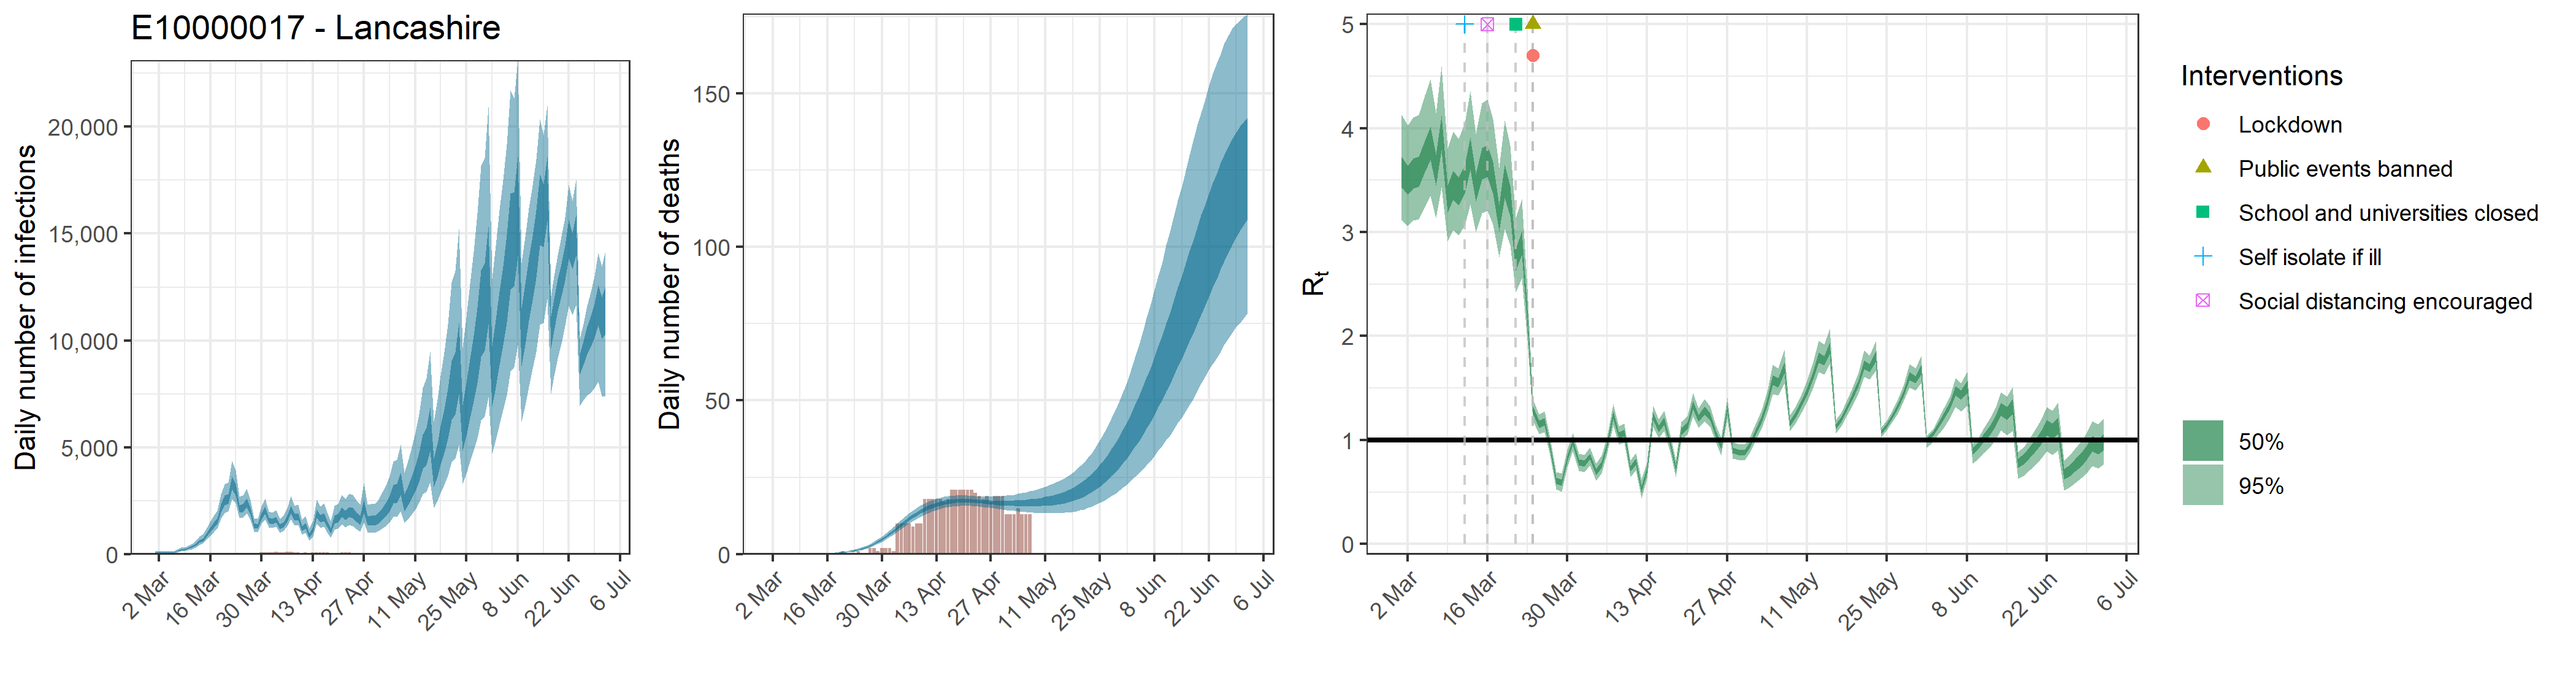 E10000017 - Lancashire
Daily number of infections
20,000
15,000
10,000
5,000
0
2 Mar
16 Mar
30 Mar
13 Apr
27 Apr
11 May
25 May
8 Jun
22 Jun
6 Jul
Daily number of deaths
150
100
50
0
2 Mar
16 Mar
30 Mar
13 Apr
27 Apr
11 May
25 May
8 Jun
22 Jun
6 Jul
Rt
5
4
3
2
1
0
2 Mar
16 Mar
30 Mar
13 Apr
27 Apr
11 May
25 May
8 Jun
22 Jun
6 Jul
Interventions
Lockdown
Public events banned
School and universities closed
Self isolate if ill
Social distancing encouraged
50%
95%